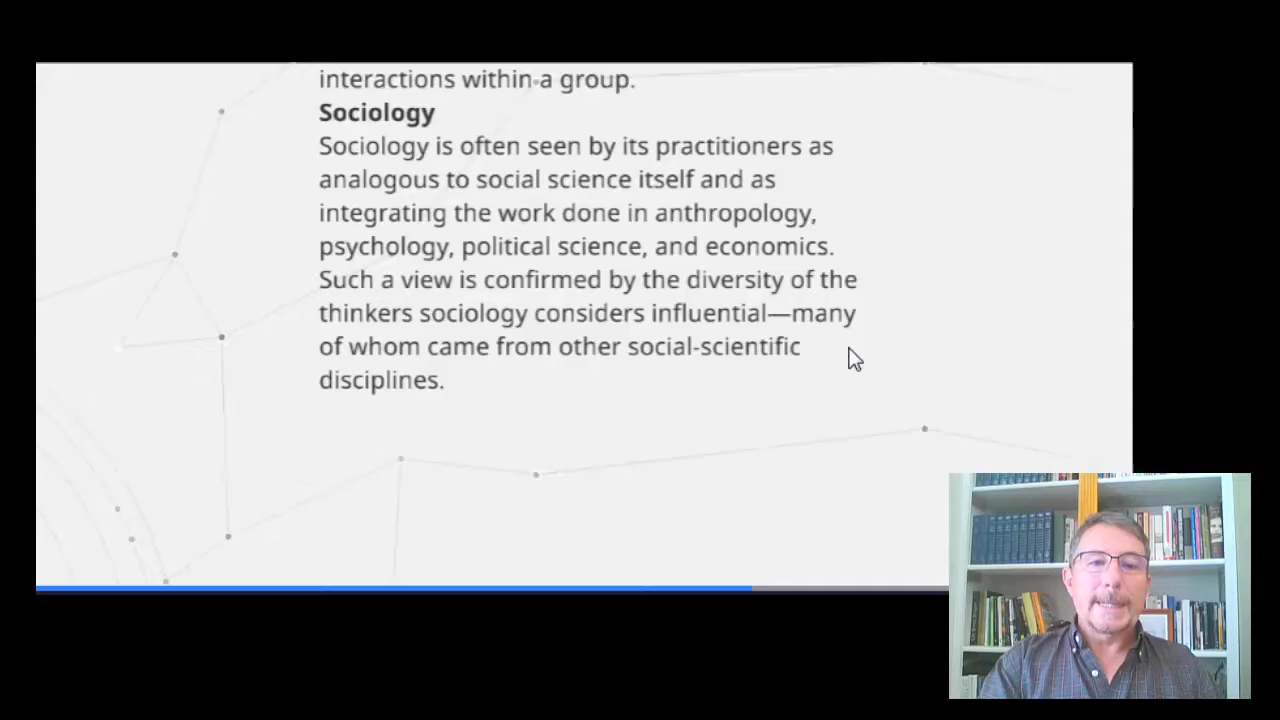 interactions within a group.
Sociology
Sociology is often seen by its practitioners as
analogous to social science itself and as
integrating the work done in anthropology,
psychology, political science, and economics.
Such a view is confirmed by the diversity of the
thinkers sociology considers influential—many
of whom came from other social-scientific
disciplines.